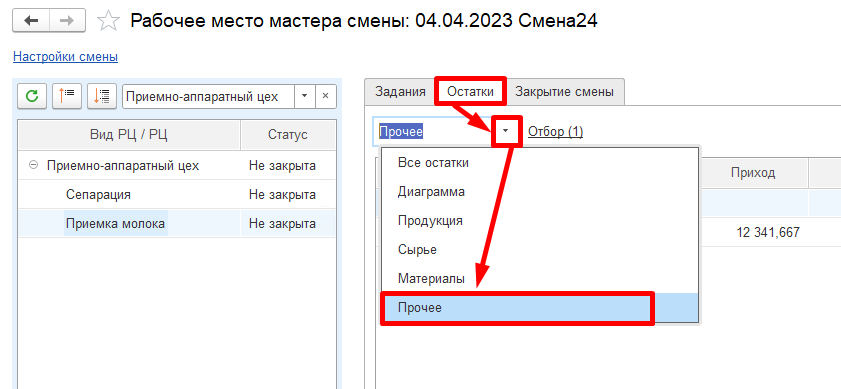 Рабочее место мастера смены: 04.04.2023 Смена24
Настройки смены
Приемно-аппаратный цех
Вид РЦ / РЦ Статус
Приемно-аппаратный цех Не закрыта
Сепарация Не закрыта
Приемка молока Не закрыта
Задания Остатки Закрытие смены
Прочее Отбор (1)
Все остатки
Диаграмма
Продукция
Сырье
Материалы
Прочее
Приход
12 341,667